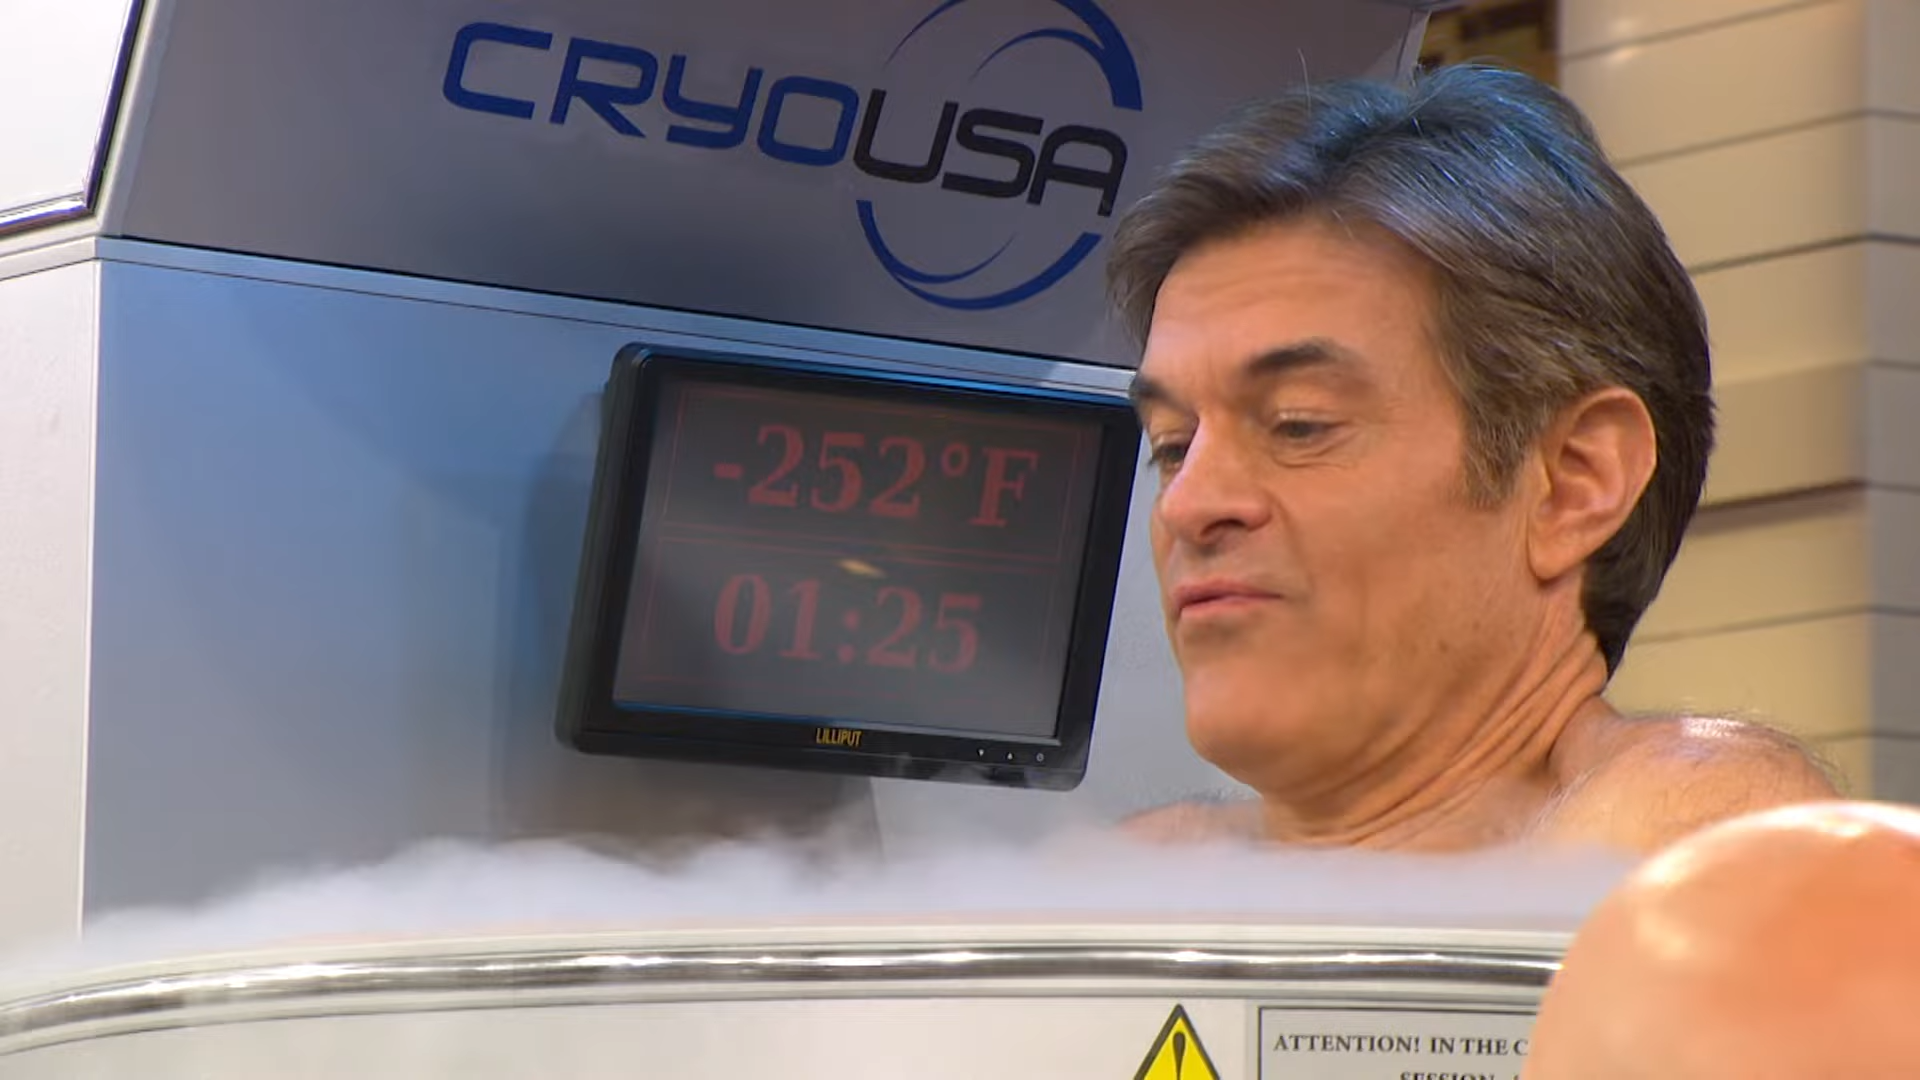 CRYOUSA
-252°F
01:25
LILLIPUT
ATTENTION! IN THE
SESSION